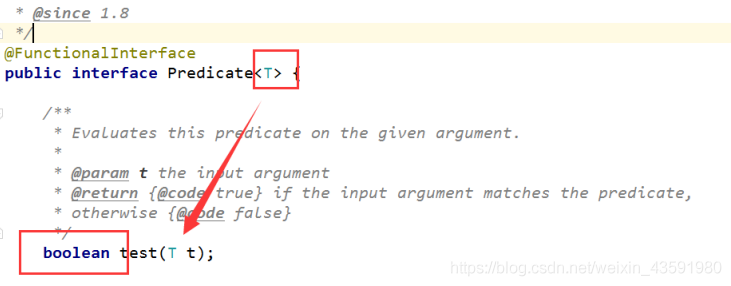 * @since 1.8
*/
@FunctionalInterface
public interface Predicate<T> {
/**
* Evaluates this predicate on the given argument.
*
* @param t the input argument
* @return {@code true} if the input argument matches the predicate,
* otherwise {@code false}
*/
boolean test(T t);
https://blog.csdn.net/weixin_43591980